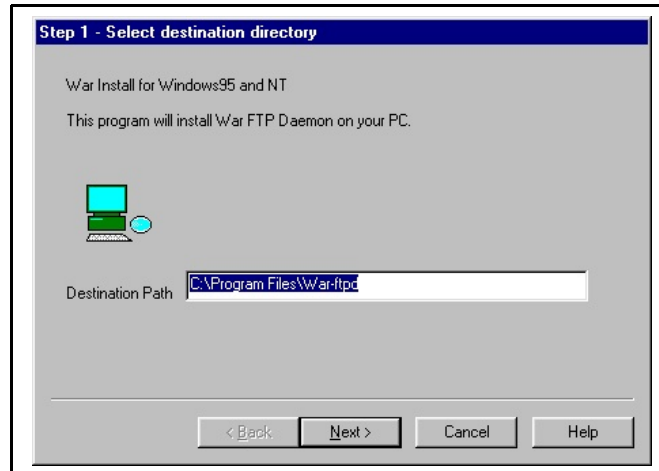 Step 1 - Select destination directory
War Install for Windows95 and NT
This program will install War FTP Daemon on your PC.
Destination Path C:\Program Files\War-ftpd
< Back Next > Cancel Help